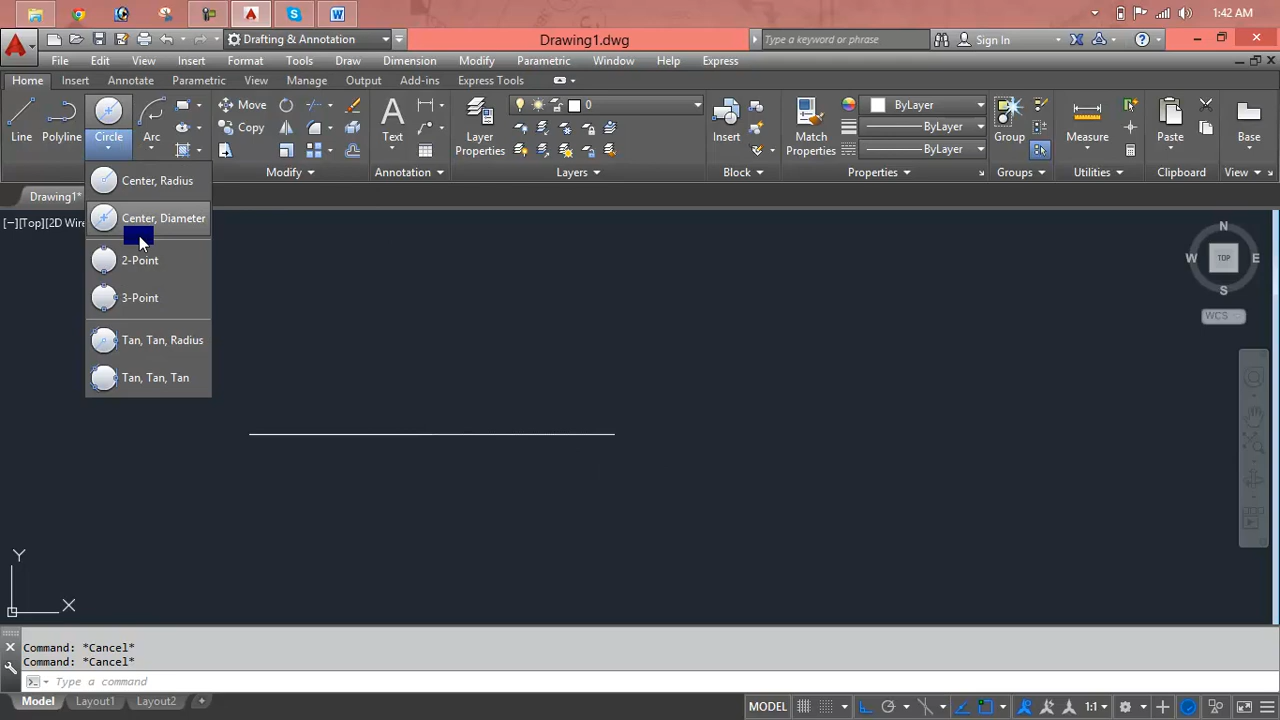 1:42 AM
Drafting & Annotation
Drawing1.dwg
Type a keyword or phrase
Sign In
File Edit View Insert Format Tools Draw Dimension Modify Parametric Window Help Express
Home Insert Annotate Parametric View Manage Output Add-ins Express Tools
Line
Polyline
Circle
Arc
Move
Copy
Text
Layer
Properties
0
Insert
Match
Properties
ByLayer
ByLayer
ByLayer
Group
Measure
Paste
Base
Modify
Annotation
Layers
Block
Properties
Groups
Utilities
Clipboard
View
Drawing1*
[−][Top][2D Wire
Center, Radius
Center, Diameter
2-Point
3-Point
Tan, Tan, Radius
Tan, Tan, Tan
N
W
TOP
E
S
WCS
Y
X
Command: *Cancel*
Command: *Cancel*
Type a command
Model
Layout1
Layout2
MODEL
1:1